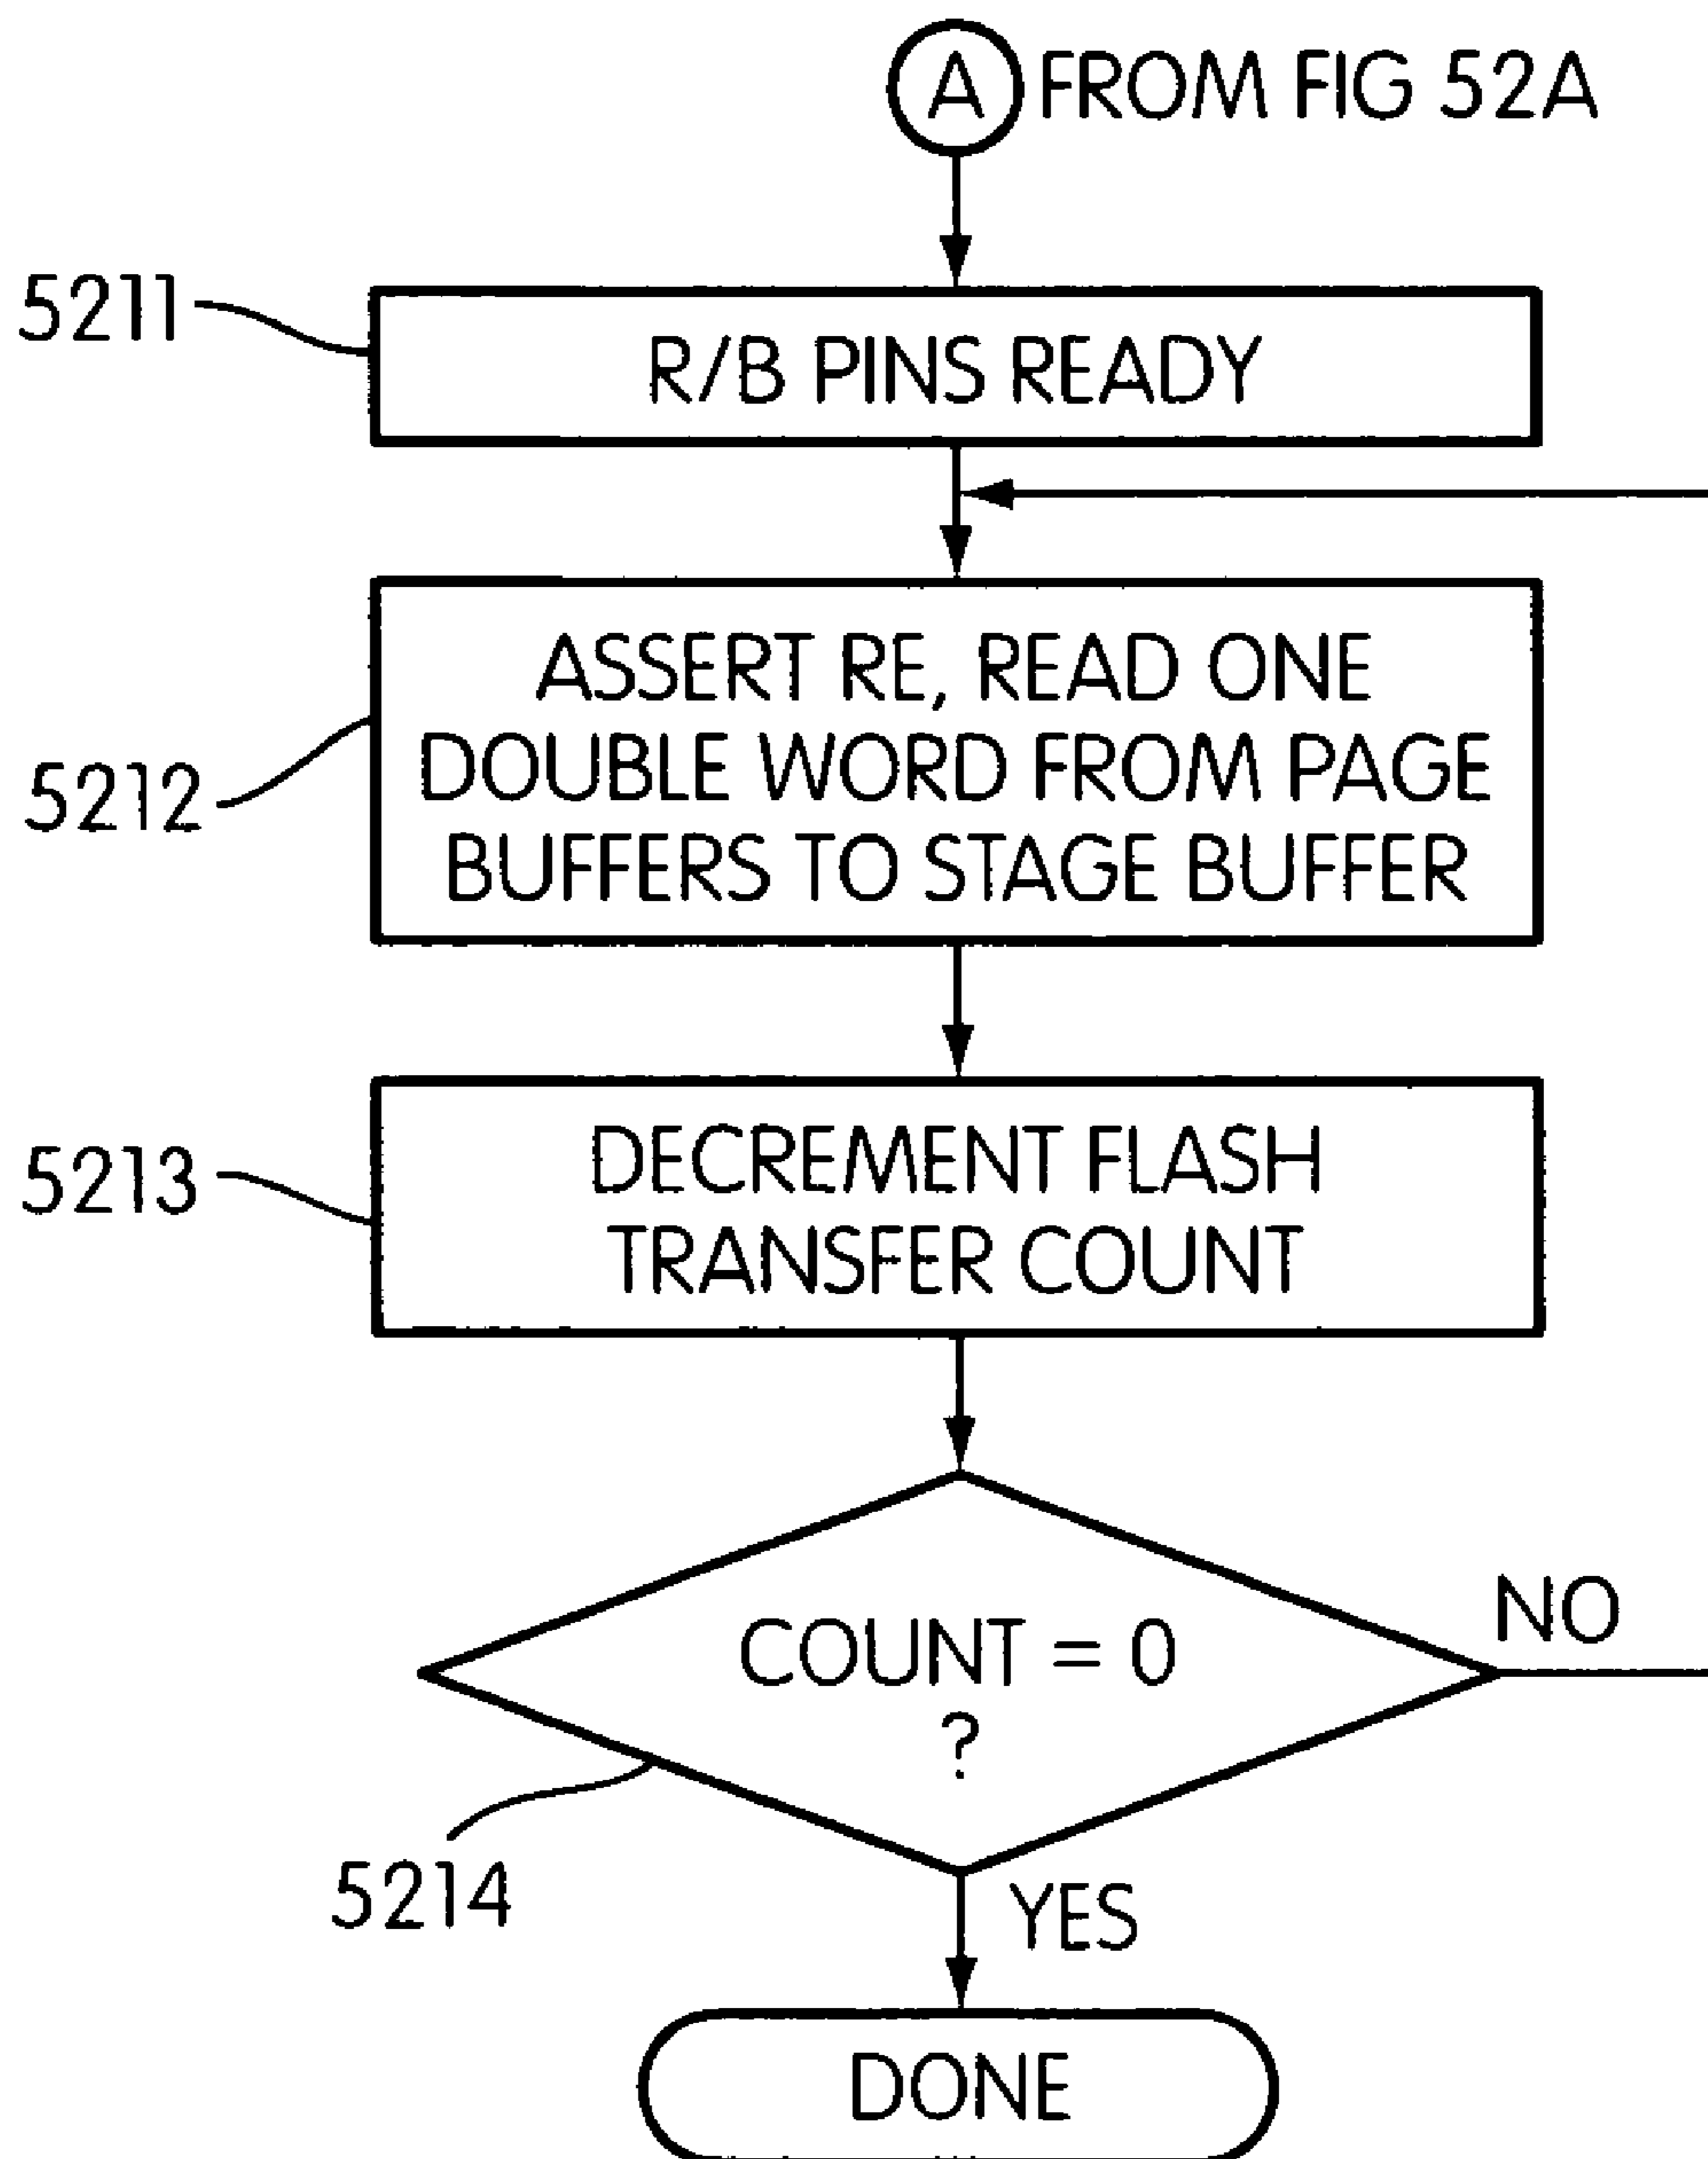 A FROM FIG 52A
5211
R/B PINS READY
ASSERT RE, READ ONE
DOUBLE WORD FROM PAGE
BUFFERS TO STAGE BUFFER
5212
DECREMENT FLASH
TRANSFER COUNT
5213
COUNT = 0
?
NO
5214
YES
DONE